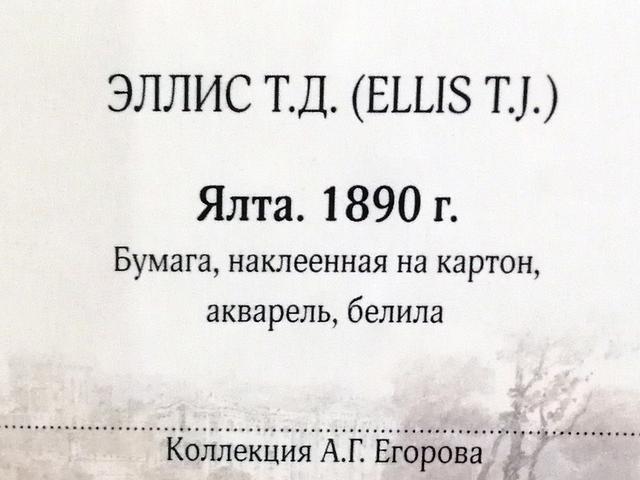 ЭЛЛИС Т.Д. (ELLIS T.J.)
Ялта. 1890 г.
Бумага, наклеенная на картон,
акварель, белила
Коллекция А.Г. Егорова